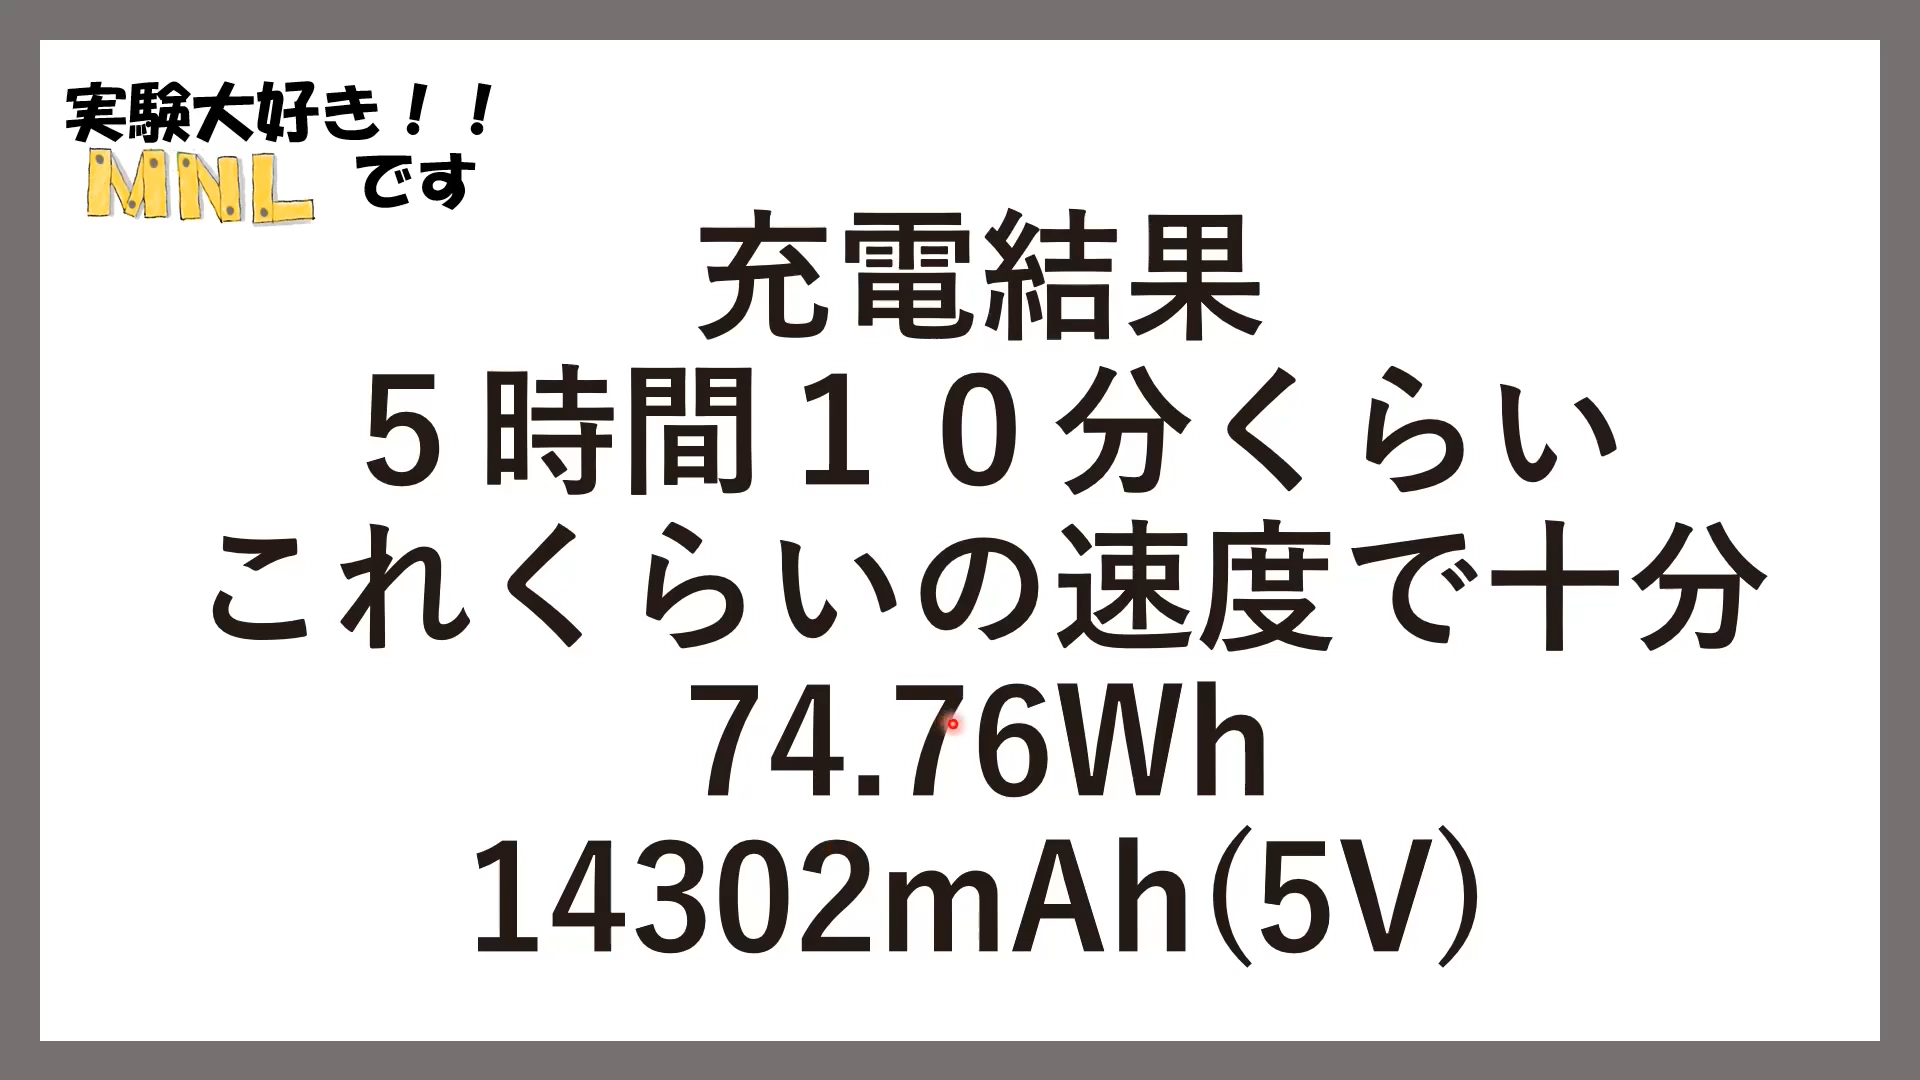 実験大好き！！
MNL です
充電結果
５時間１０分くらい
これくらいの速度で十分
74.76Wh
14302mAh(5V)